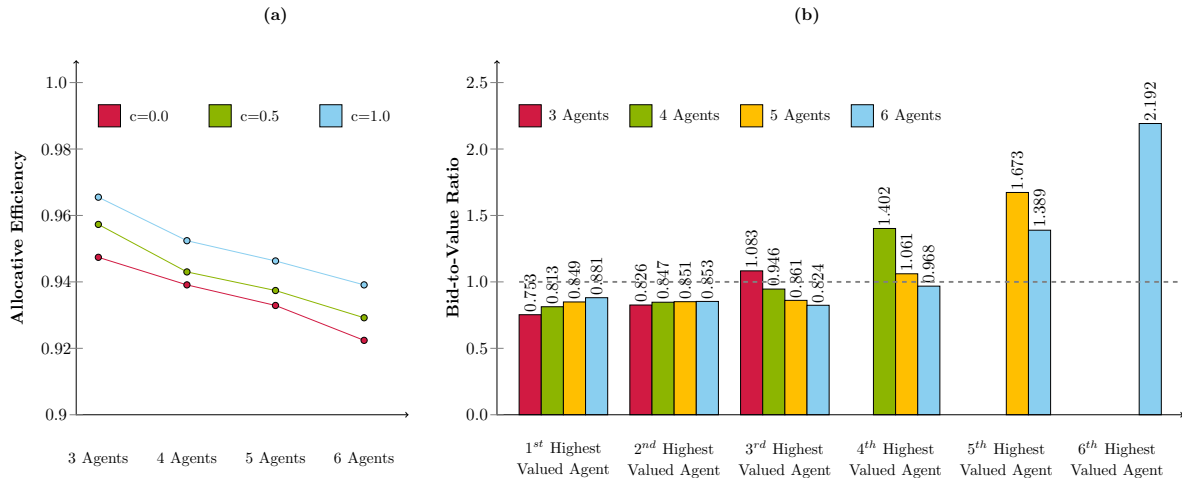 (a)
Allocative Efficiency
1.0
0.98
0.96
0.94
0.92
0.9
c=0.0
c=0.5
c=1.0
3 Agents
4 Agents
5 Agents
6 Agents
(b)
Bid-to-Value Ratio
2.5
2.0
1.5
1.0
0.5
0.0
3 Agents
4 Agents
5 Agents
6 Agents
0.753
0.813
0.849
0.881
0.826
0.847
0.851
0.853
1.083
0.946
0.861
0.824
1.402
1.061
0.968
1.673
1.389
2.192
1st Highest
Valued Agent
2nd Highest
Valued Agent
3rd Highest
Valued Agent
4th Highest
Valued Agent
5th Highest
Valued Agent
6th Highest
Valued Agent